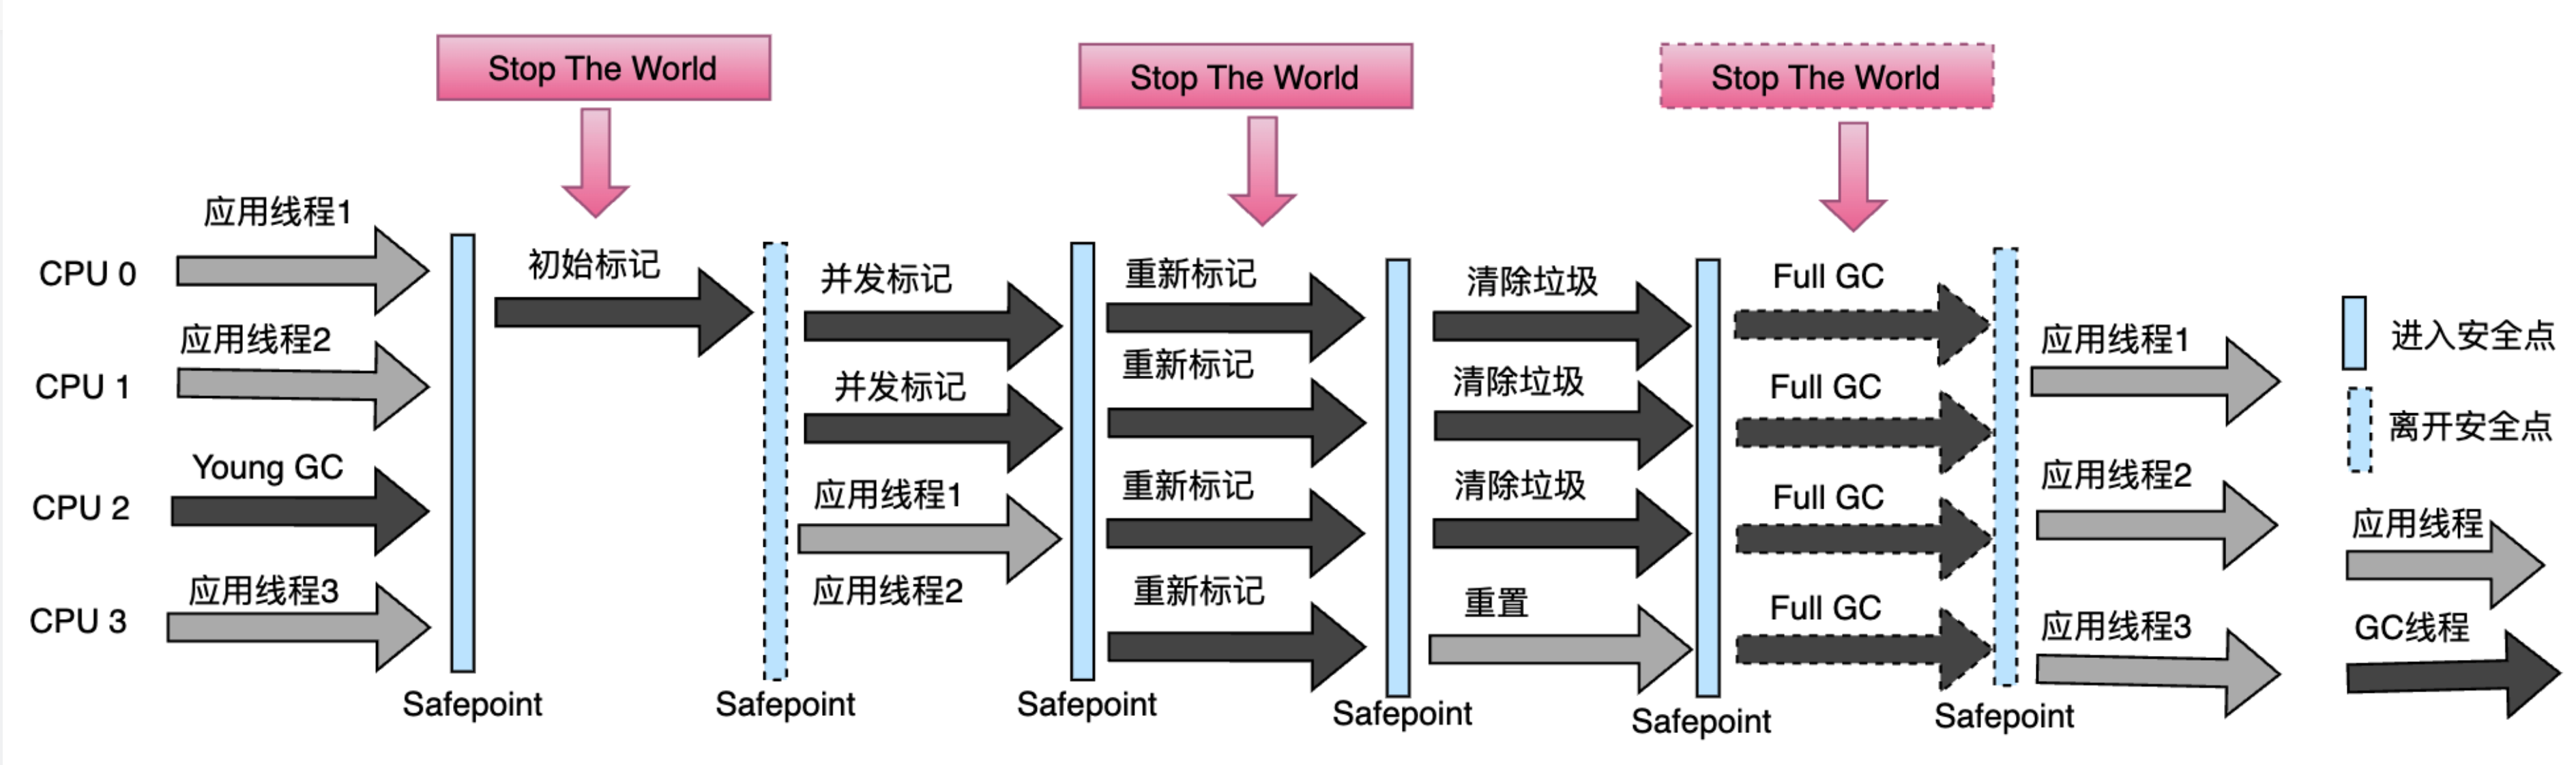 Stop The World
Stop The World
Stop The World
CPU 0
应用线程1
CPU 1
应用线程2
CPU 2
Young GC
CPU 3
应用线程3
Safepoint
初始标记
Safepoint
并发标记
并发标记
应用线程1
应用线程2
Safepoint
重新标记
重新标记
重新标记
重新标记
Safepoint
清除垃圾
清除垃圾
清除垃圾
重置
Safepoint
Full GC
Full GC
Full GC
Full GC
Safepoint
应用线程1
应用线程2
应用线程3
进入安全点
离开安全点
应用线程
GC线程